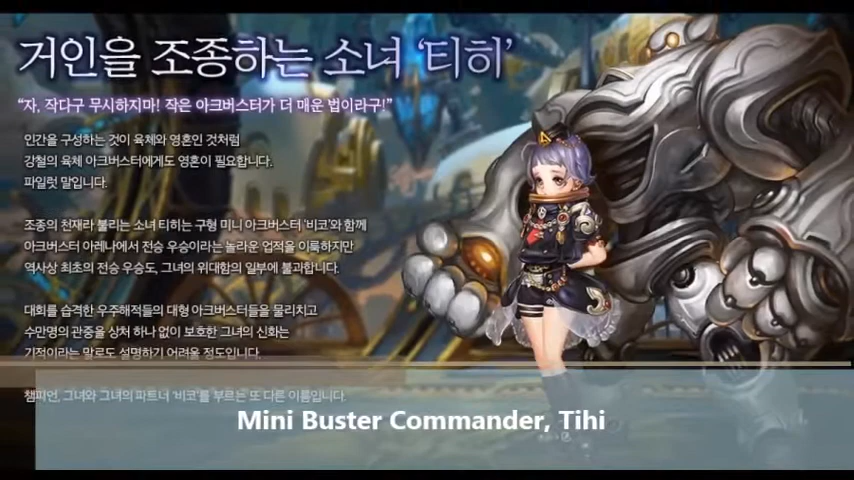 거인을 조종하는 소녀 ‘티히’
“자, 작다구 무시하지마! 작은 아크버스터가 더 매운 법이라구!”
인간을 구성하는 것이 육체와 영혼인 것처럼
강철의 육체 아크버스터에게도 영혼이 필요합니다.
파일럿 말입니다.
조종의 천재라 불리는 소녀 티히는 구형 미니 아크버스터 ‘비코’와 함께
아크버스터 아레나에서 전승 우승이라는 놀라운 업적을 이룩하지만
역사상 최초의 전승 우승도, 그녀의 위대함의 일부에 불과합니다.
대회를 습격한 우주해적들의 대형 아크버스터들을 물리치고
수만명의 관중을 상처 하나 없이 보호한 그녀의 신화는
기적이라는 말로도 설명하기 어려울 정도입니다.
챔피언, 그녀와 그녀의 파트너 ‘비코’를 부르는 또 다른 이름입니다.
Mini Buster Commander, Tihi